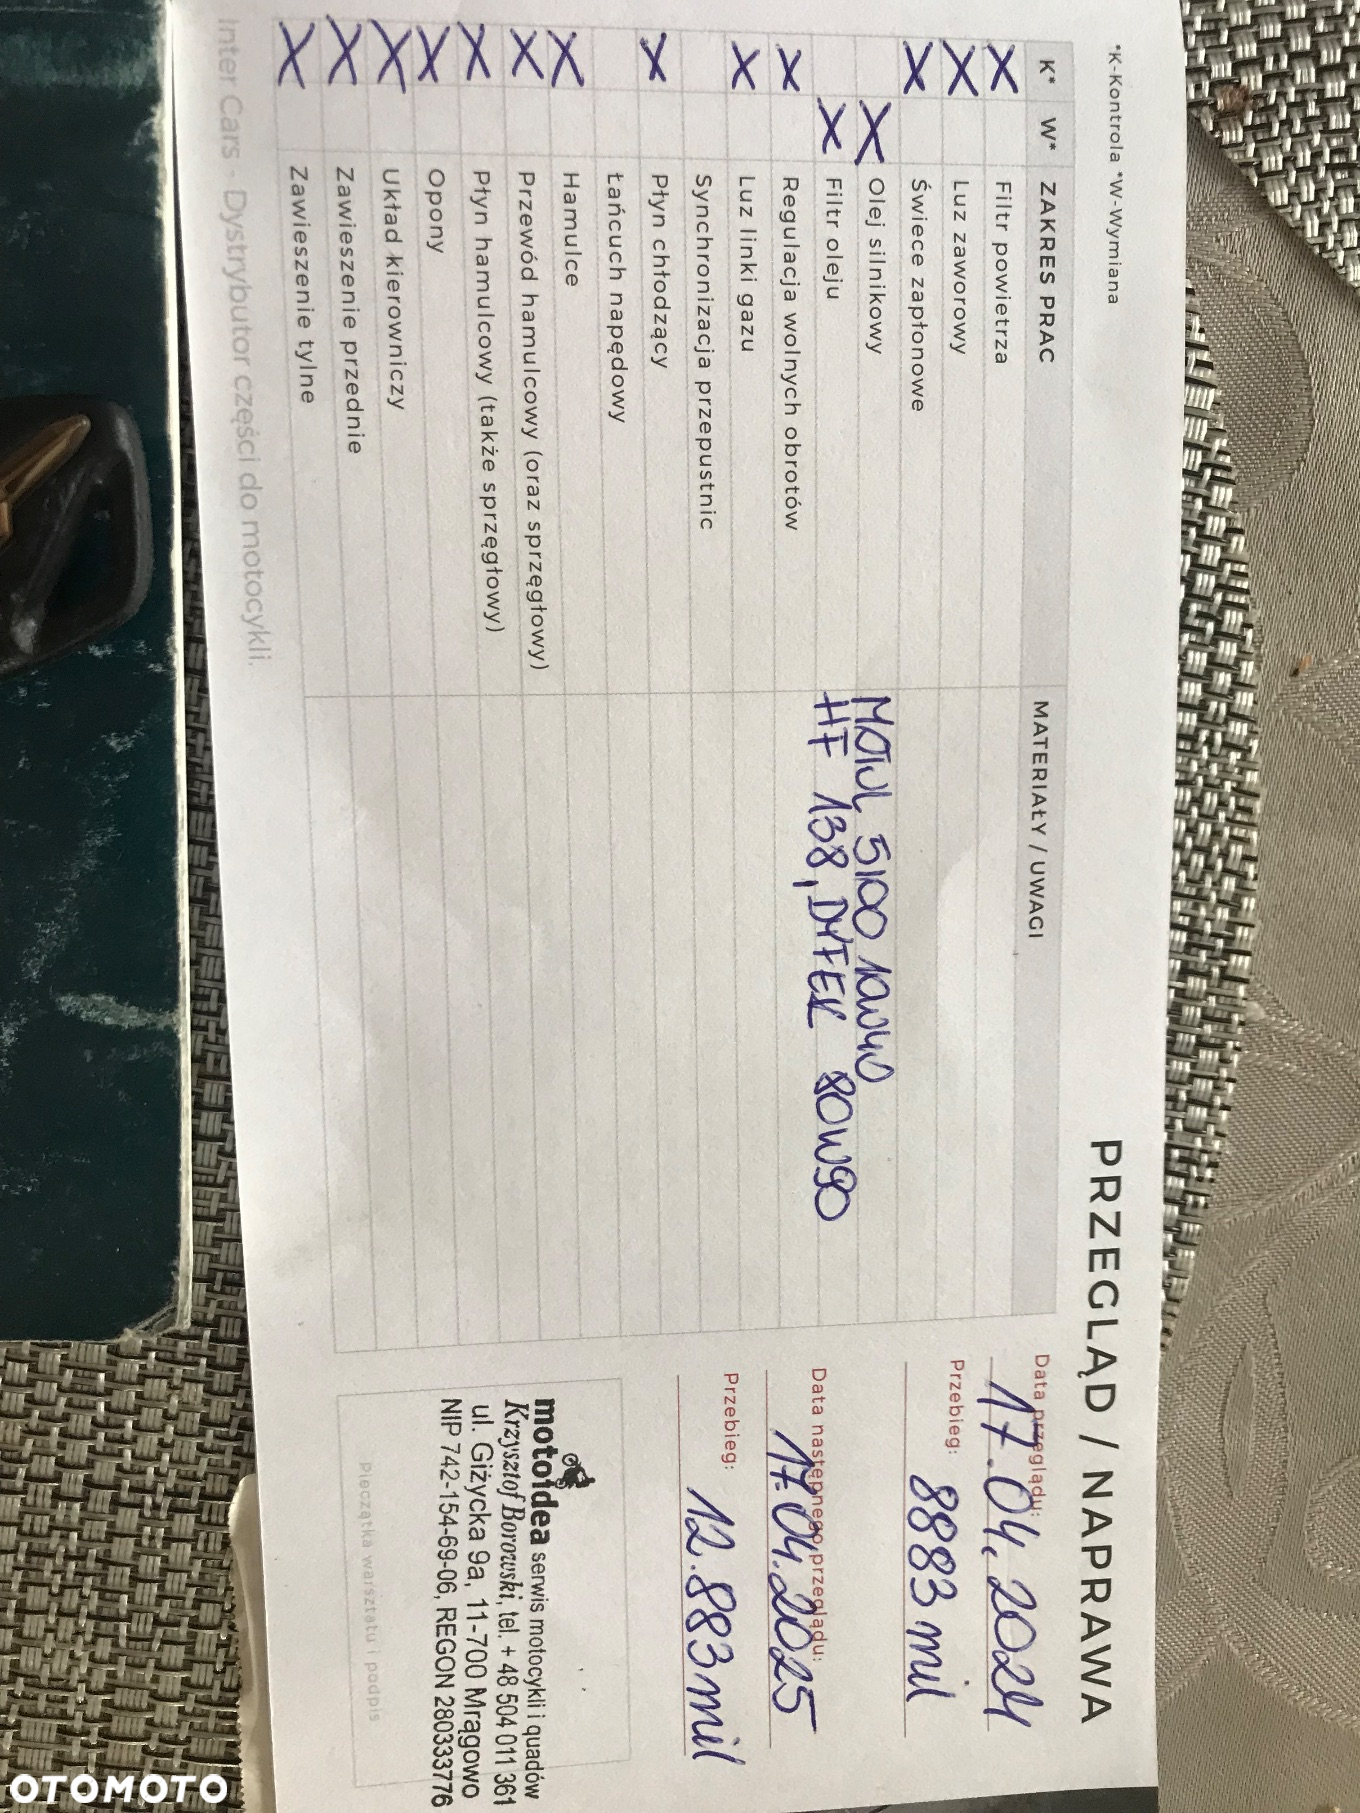 PRZEGLĄD / NAPRAWA
*K-Kontrola *W-Wymiana
K* W* ZAKRES PRAC MATERIAŁY / UWAGI
X Filtr powietrza
X Luz zaworowy
X Świece zapłonowe
X Olej silnikowy MOTUL 5100 10W40
X Filtr oleju HF 138, DYFER 80W90
X Regulacja wolnych obrotów
X Luz linki gazu
Synchronizacja przepustnic
X Płyn chłodzący
Łańcuch napędowy
X Hamulce
X Przewód hamulcowy (oraz sprzęgłowy)
X Płyn hamulcowy (także sprzęgłowy)
X Opony
X Układ kierowniczy
X Zawieszenie przednie
X Zawieszenie tylne
Inter Cars - Dystrybutor części do motocykli.
Data przeglądu:
17.04.2024
Przebieg:
8883 mil
Data następnego przeglądu:
17.04.2025
Przebieg:
12.883 mil
motoidea serwis motocykli i quadów
Krzysztof Borowski, tel. + 48 504 011 361
ul. Giżycka 9a, 11-700 Mrągowo
NIP 742-154-69-06, REGON 280333776
Pieczątka warsztatu i podpis
OTOMOTO